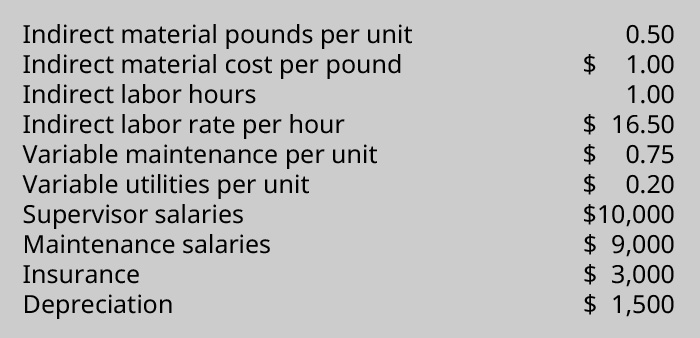 Indirect material pounds per unit 0.50
Indirect material cost per pound $ 1.00
Indirect labor hours 1.00
Indirect labor rate per hour $ 16.50
Variable maintenance per unit $ 0.75
Variable utilities per unit $ 0.20
Supervisor salaries $10,000
Maintenance salaries $ 9,000
Insurance $ 3,000
Depreciation $ 1,500